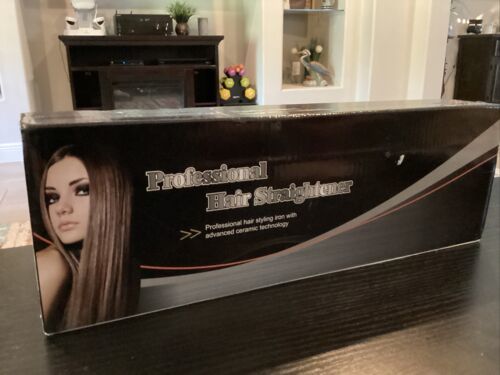 Professional
Hair Straightener
Professional hair styling iron with
advanced ceramic technology